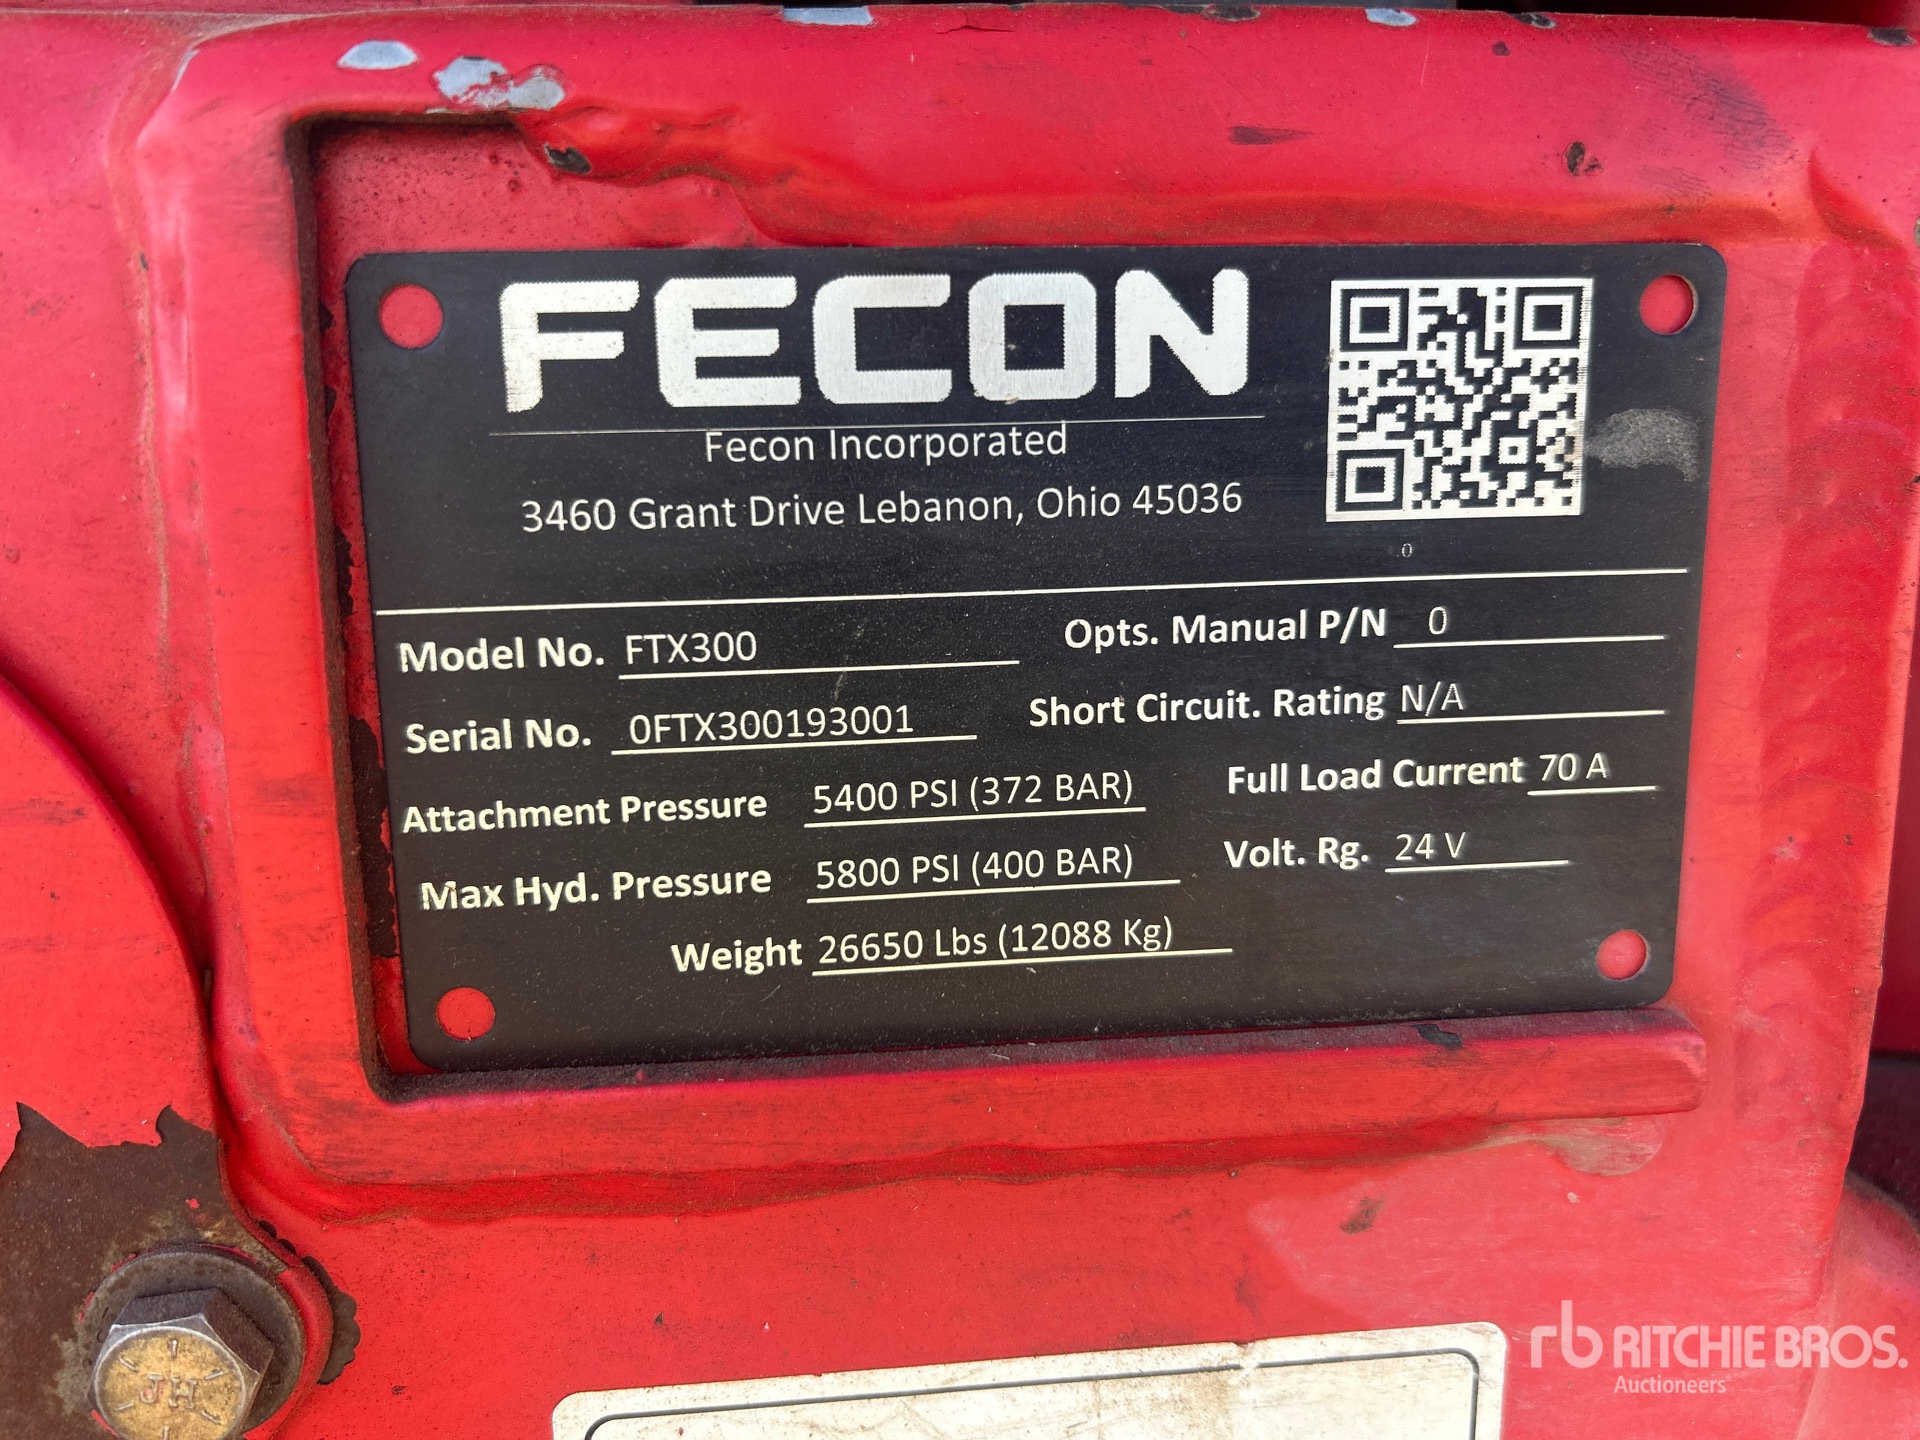 FECON
Fecon Incorporated
3460 Grant Drive Lebanon, Ohio 45036
0
Model No. FTX300
Opts. Manual P/N 0
Serial No. 0FTX300193001
Short Circuit. Rating N/A
Attachment Pressure 5400 PSI (372 BAR)
Full Load Current 70 A
Max Hyd. Pressure 5800 PSI (400 BAR)
Volt. Rg. 24 V
Weight 26650 Lbs (12088 Kg)
JH
rb RITCHIE BROS.
Auctioneers